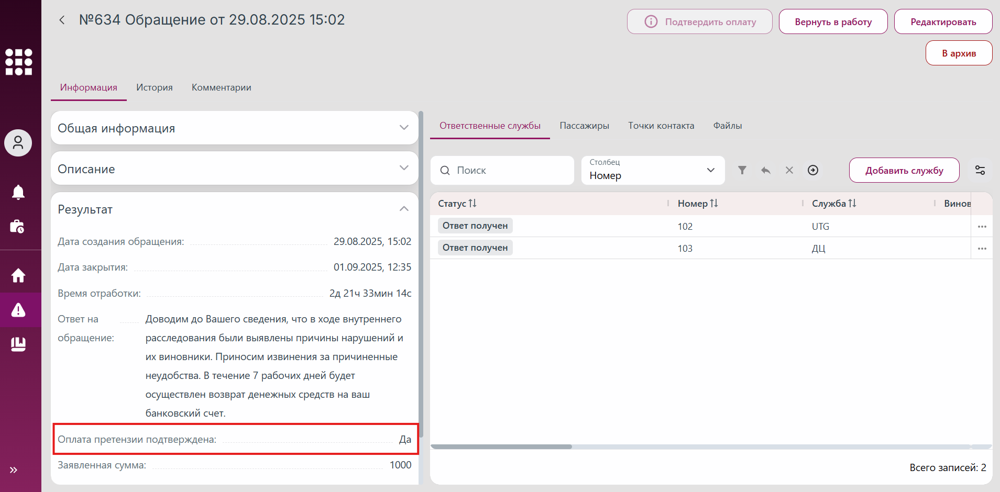 №634 Обращение от 29.08.2025 15:02
Подтвердить оплату
Вернуть в работу
Редактировать
В архив
Информация
История
Комментарии
Общая информация
Описание
Результат
Дата создания обращения: 29.08.2025, 15:02
Дата закрытия: 01.09.2025, 12:35
Время отработки: 2д 21ч 33мин 14с
Ответ на Доводим до Вашего сведения, что в ходе внутреннего
обращение: расследования были выявлены причины нарушений и
их виновники. Приносим извинения за причиненные
неудобства. В течение 7 рабочих дней будет
осуществлен возврат денежных средств на ваш
банковский счет.
Оплата претензии подтверждена: Да
Заявленная сумма: 1000
Ответственные службы
Пассажиры
Точки контакта
Файлы
Поиск
Столбец
Номер
Добавить службу
Статус Номер Служба Винов
Ответ получен 102 UTG
Ответ получен 103 ДЦ
Всего записей: 2